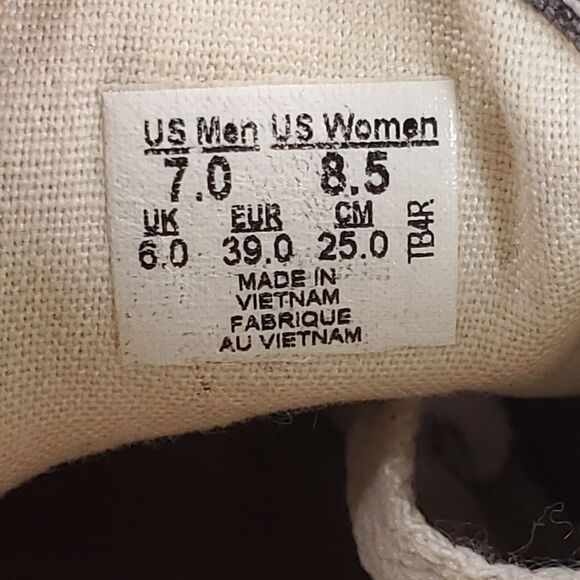 US Men US Women
7.0 8.5
UK EUR CM
6.0 39.0 25.0 TB4R
MADE IN
VIETNAM
FABRIQUE
AU VIETNAM